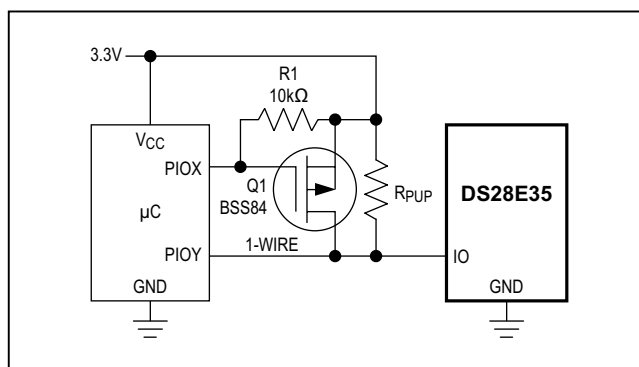 3.3V
R1
10kΩ
VCC
PIOX
Q1
BSS84
RPUP
DS28E35
µC
PIOY
1-WIRE
IO
GND
GND